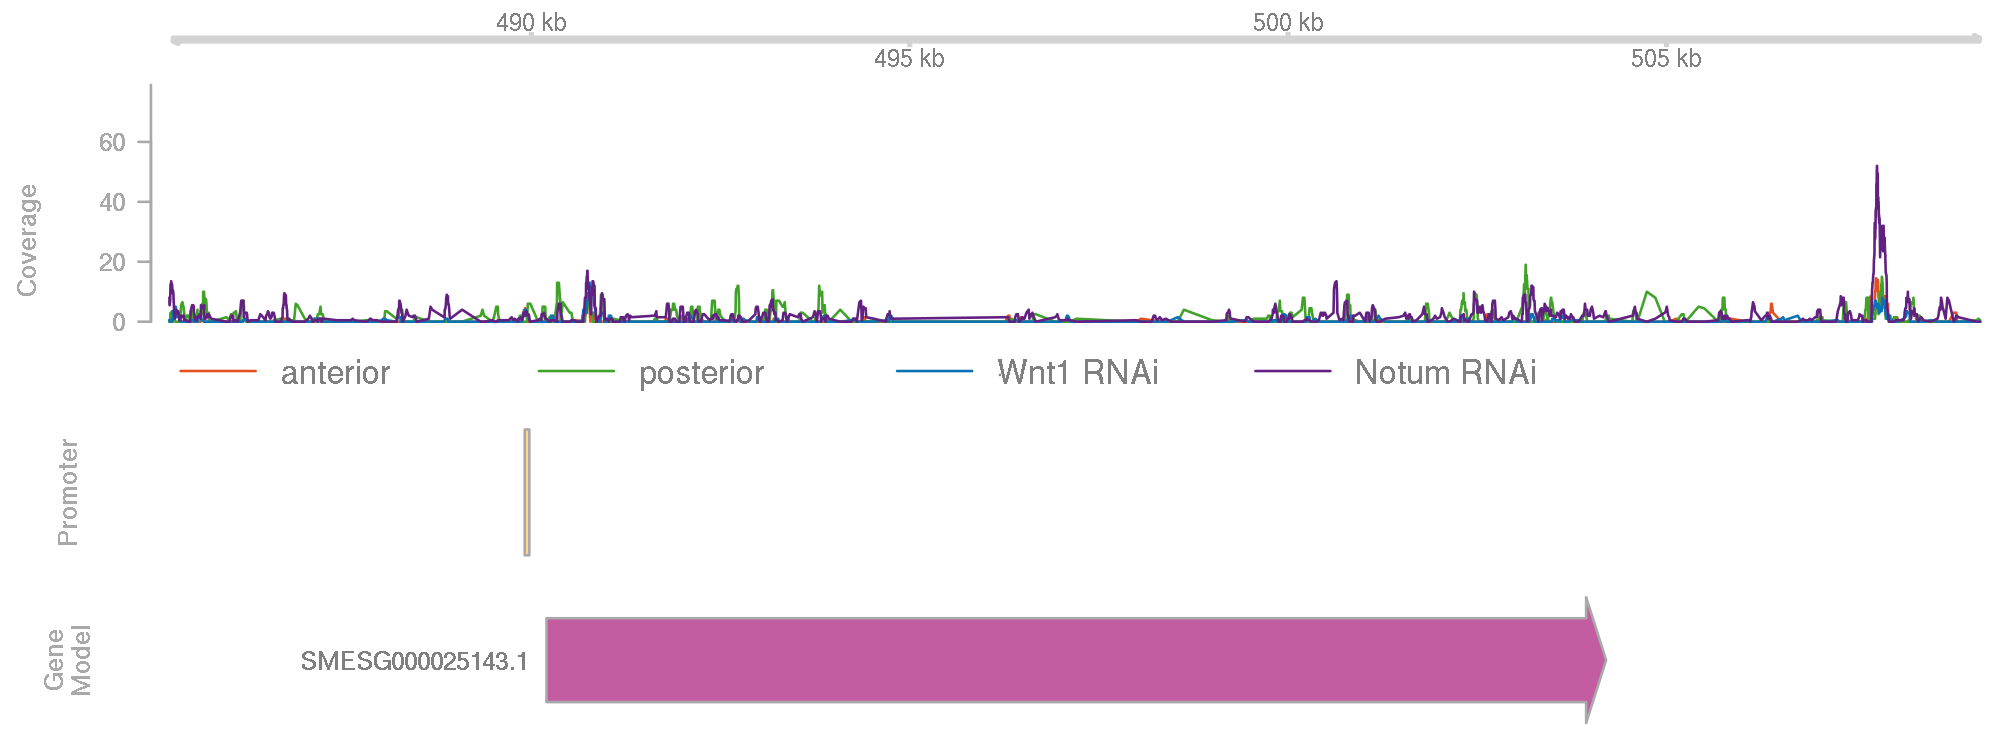 490 kb
500 kb
495 kb
505 kb
Coverage
60
40
20
0
anterior
posterior
Wnt1 RNAi
Notum RNAi
Promoter
Gene
Model
SMESG000025143.1